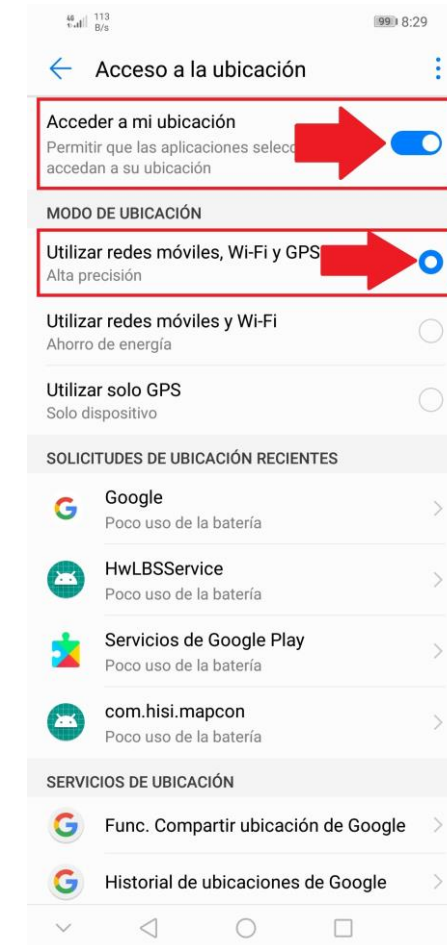 46
113
B/s
99
8:29
Acceso a la ubicación
Acceder a mi ubicación
Permitir que las aplicaciones
accedan a su ubicación
MODO DE UBICACIÓN
Utilizar redes móviles, Wi-Fi y GPS
Alta precisión
Utilizar redes móviles y Wi-Fi
Ahorro de energía
Utilizar solo GPS
Solo dispositivo
SOLICITUDES DE UBICACIÓN RECIENTES
Google
Poco uso de la batería
HwLBSService
Poco uso de la batería
Servicios de Google Play
Poco uso de la batería
com.hisi.mapcon
Poco uso de la batería
SERVICIOS DE UBICACIÓN
Func. Compartir ubicación de Google
Historial de ubicaciones de Google